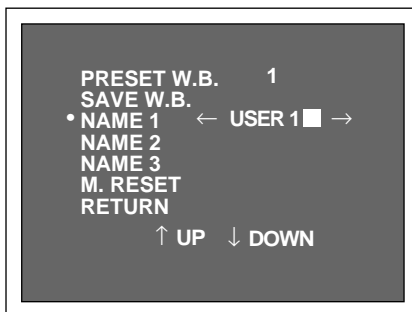 PRESET W.B. 1
SAVE W.B.
• NAME 1 ← USER 1 →
NAME 2
NAME 3
M. RESET
RETURN
↑ UP ↓ DOWN